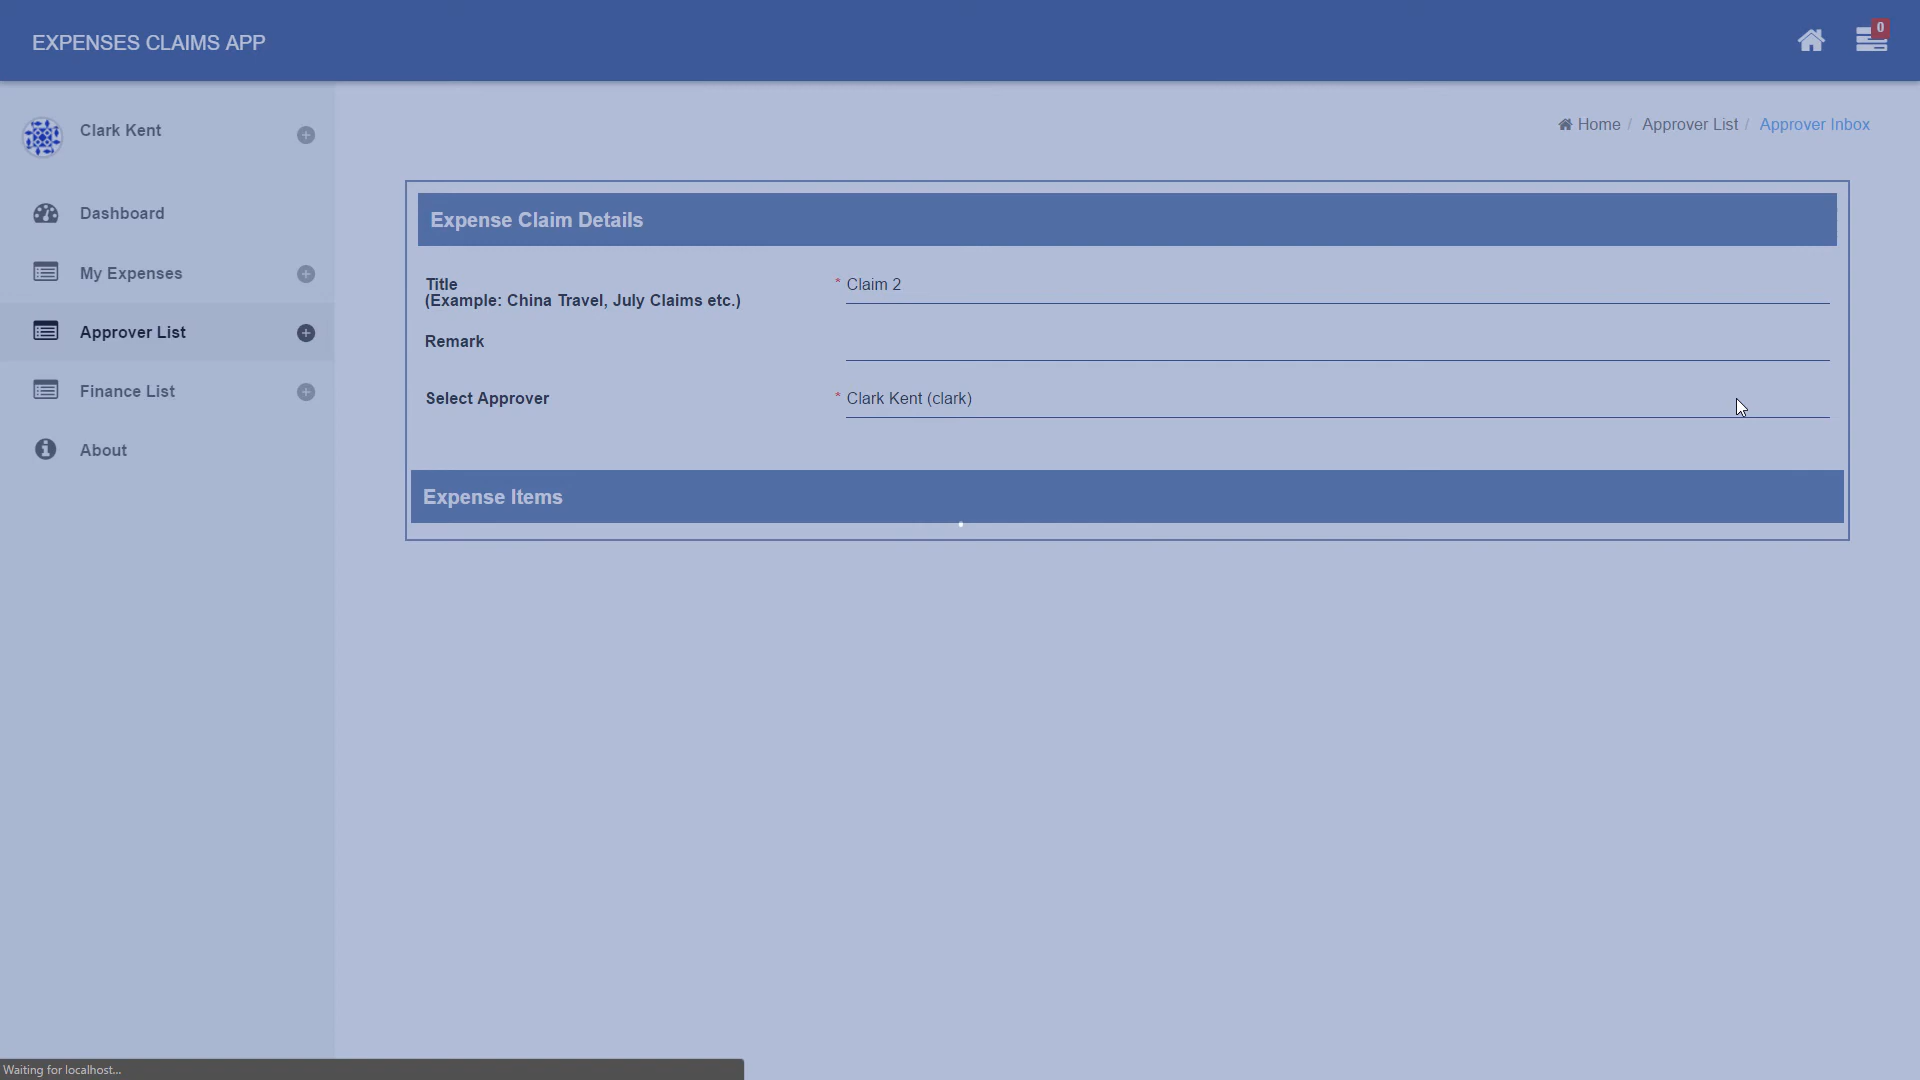 EXPENSES CLAIMS APP
0
Clark Kent
Dashboard
My Expenses
Approver List
Finance List
About
Home / Approver List / Approver Inbox
Expense Claim Details
Title
(Example: China Travel, July Claims etc.)
* Claim 2
Remark
Select Approver
* Clark Kent (clark)
Expense Items
Waiting for localhost...